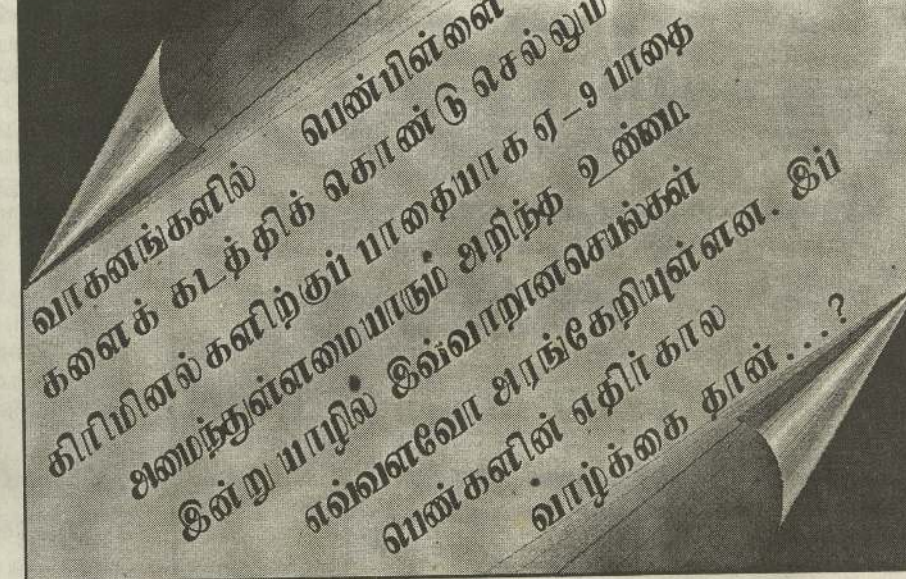 வாகனங்களில் பெண்பிள்ளை
களைக் கடத்திக் கொண்டு செல்லும்
கிரிமினல்களிற்குப் பாதையாக ஏ-9 பாதை
அமைந்துள்ளமையாரும் அறிந்த உண்மை.
இன்று யாழில் இவ்வாறானசெயல்கள்
எவ்வளவோ அரங்கேறியுள்ளன. இப்
பெண்களின் எதிர்கால
வாழ்க்கை தான்...?